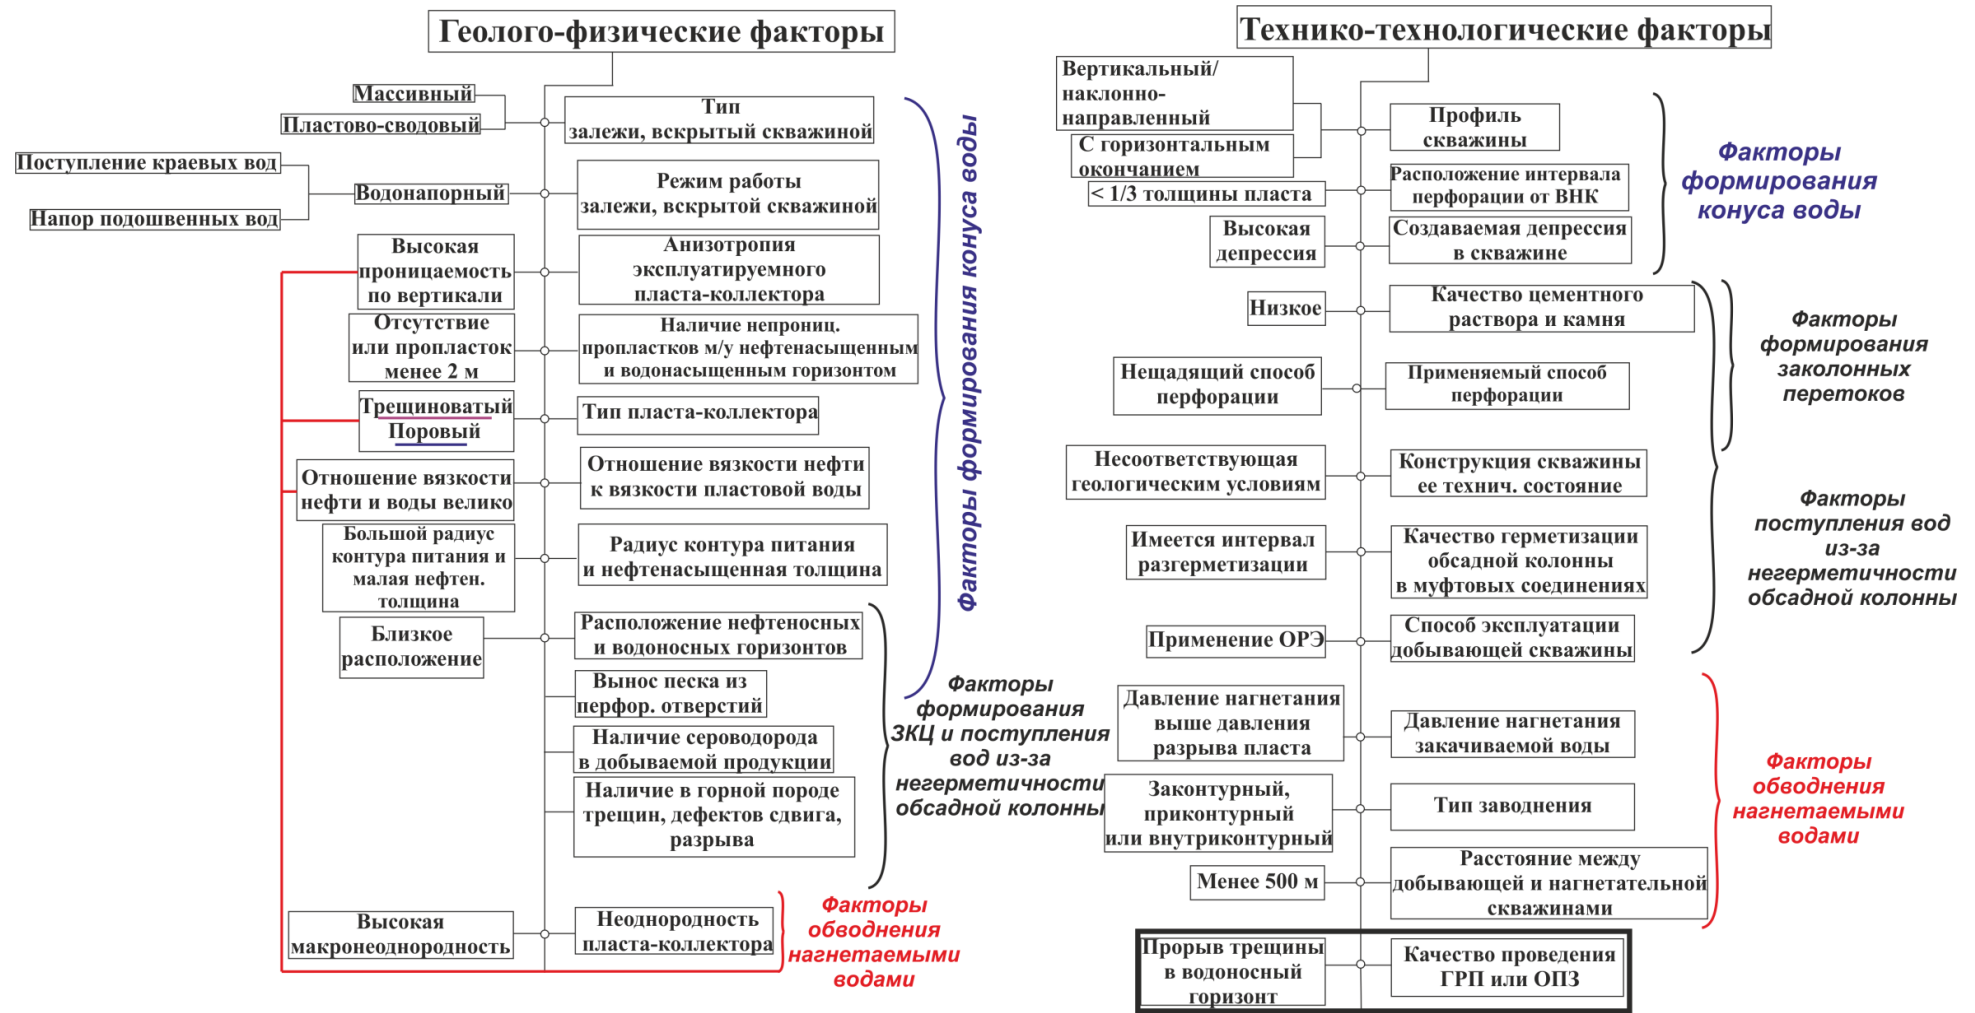 Геолого-физические факторы
Массивный
Пластово-сводовый
Тип
залежи, вскрытый скважиной
Поступление краевых вод
Напор подошвенных вод
Водонапорный
Режим работы
залежи, вскрытой скважиной
Высокая
проницаемость
по вертикали
Анизотропия
эксплуатируемного
пласта-коллектора
Отсутствие
или пропласток
менее 2 м
Наличие непрониц.
пропластков м/у нефтенасыщенным
и водонасыщенным горизонтом
Трещиноватый
Поровый
Тип пласта-коллектора
Отношение вязкости
нефти и воды велико
Отношение вязкости нефти
к вязкости пластовой воды
Большой радиус
контура питания и
малая нефтен.
толщина
Радиус контура питания
и нефтенасыщенная толщина
Близкое
расположение
Расположение нефтеносных
и водоносных горизонтов
Вынос песка из
перфор. отверстий
Наличие сероводорода
в добываемой продукции
Наличие в горной породе
трещин, дефектов сдвига,
разрыва
Высокая
макронеоднородность
Неоднородность
пласта-коллектора
Факторы формирования конуса воды
Факторы
формирования
ЗКЦ и поступления
вод из-за
негерметичности
обсадной колонны
Факторы
обводнения
нагнетаемыми
водами
Технико-технологические факторы
Вертикальный/
наклонно-
направленный
С горизонтальным
окончанием
Профиль
скважины
< 1/3 толщины пласта
Расположение интервала
перфорации от ВНК
Высокая
депрессия
Создаваемая депрессия
в скважине
Низкое
Качество цементного
раствора и камня
Нещадящий способ
перфорации
Применяемый способ
перфорации
Несоответствующая
геологическим условиям
Конструкция скважины
ее технич. состояние
Имеется интервал
разгерметизации
Качество герметизации
обсадной колонны
в муфтовых соединениях
Применение ОРЭ
Способ эксплуатации
добывающей скважины
Давление нагнетания
выше давления
разрыва пласта
Давление нагнетания
закачиваемой воды
Законтурный,
приконтурный
или внутриконтурный
Тип заводнения
Менее 500 м
Расстояние между
добывающей и нагнетательной
скважинами
Прорыв трещины
в водоносный
горизонт
Качество проведения
ГРП или ОПЗ
Факторы
формирования
конуса воды
Факторы
формирования
заколонных
перетоков
Факторы
поступления вод
из-за
негерметичности
обсадной колонны
Факторы
обводнения
нагнетаемыми
водами